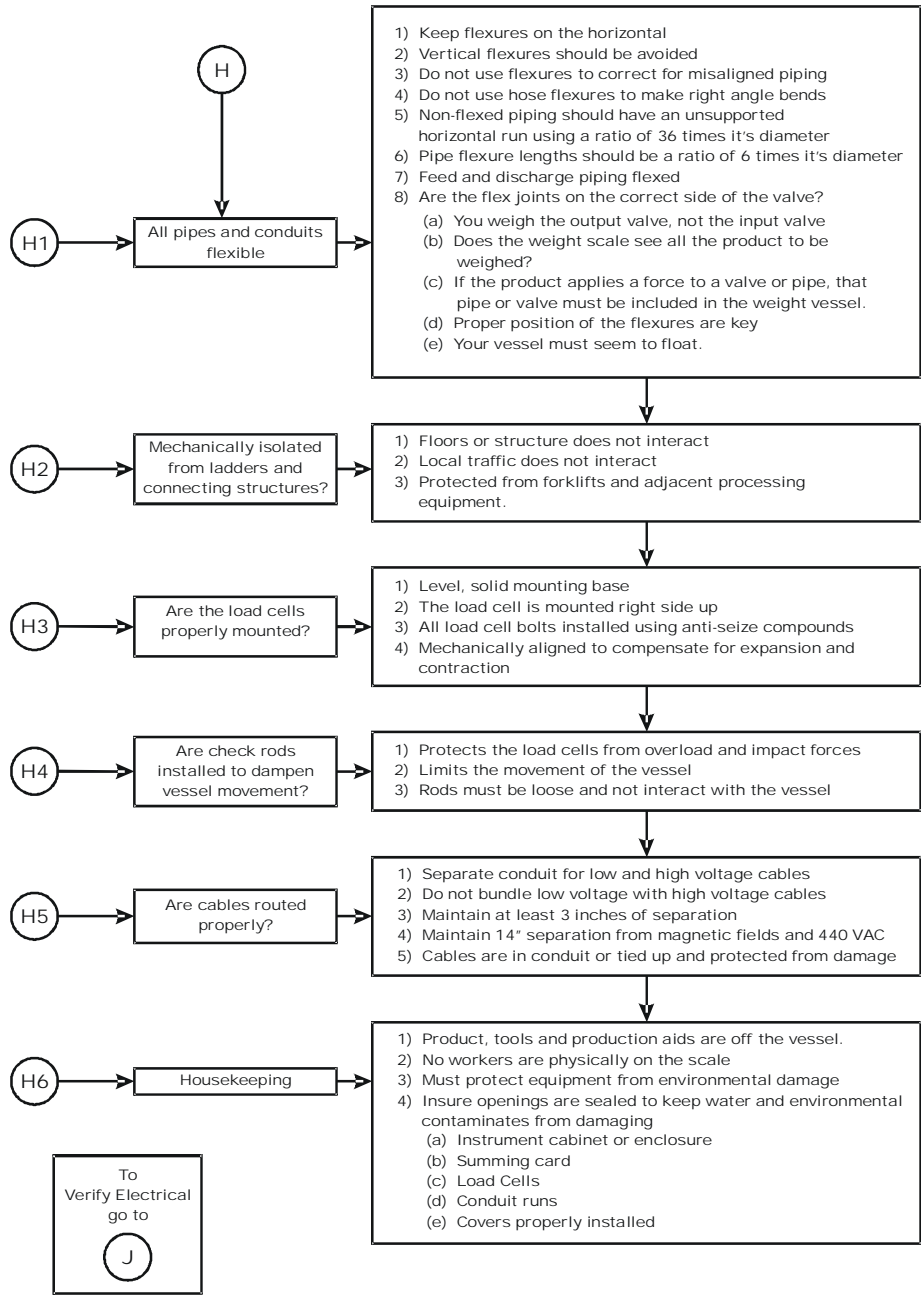 H
H1
All pipes and conduits
flexible
1) Keep flexures on the horizontal
2) Vertical flexures should be avoided
3) Do not use flexures to correct for misaligned piping
4) Do not use hose flexures to make right angle bends
5) Non-flexed piping should have an unsupported
horizontal run using a ratio of 36 times it's diameter
6) Pipe flexure lengths should be a ratio of 6 times it's diameter
7) Feed and discharge piping flexed
8) Are the flex joints on the correct side of the valve?
(a) You weigh the output valve, not the input valve
(b) Does the weight scale see all the product to be
weighed?
(c) If the product applies a force to a valve or pipe, that
pipe or valve must be included in the weight vessel.
(d) Proper position of the flexures are key
(e) Your vessel must seem to float.
H2
Mechanically isolated
from ladders and
connecting structures?
1) Floors or structure does not interact
2) Local traffic does not interact
3) Protected from forklifts and adjacent processing
equipment.
H3
Are the load cells
properly mounted?
1) Level, solid mounting base
2) The load cell is mounted right side up
3) All load cell bolts installed using anti-seize compounds
4) Mechanically aligned to compensate for expansion and
contraction
H4
Are check rods
installed to dampen
vessel movement?
1) Protects the load cells from overload and impact forces
2) Limits the movement of the vessel
3) Rods must be loose and not interact with the vessel
H5
Are cables routed
properly?
1) Separate conduit for low and high voltage cables
2) Do not bundle low voltage with high voltage cables
3) Maintain at least 3 inches of separation
4) Maintain 14" separation from magnetic fields and 440 VAC
5) Cables are in conduit or tied up and protected from damage
H6
Housekeeping
1) Product, tools and production aids are off the vessel.
2) No workers are physically on the scale
3) Must protect equipment from environmental damage
4) Insure openings are sealed to keep water and environmental
contaminates from damaging
(a) Instrument cabinet or enclosure
(b) Summing card
(c) Load Cells
(d) Conduit runs
(e) Covers properly installed
To
Verify Electrical
go to
J